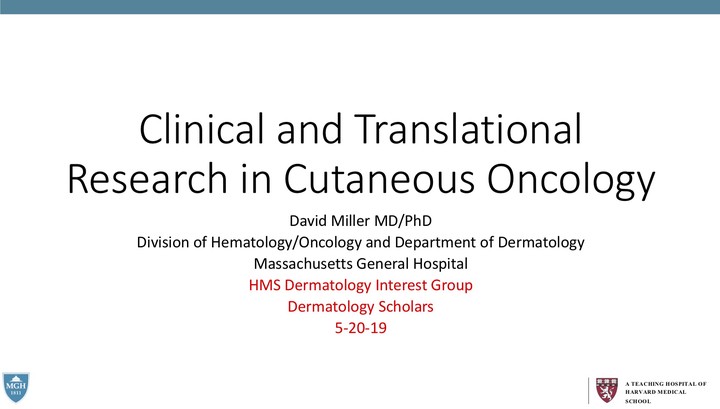 Clinical and Translational
Research in Cutaneous Oncology
David Miller MD/PhD
Division of Hematology/Oncology and Department of Dermatology
Massachusetts General Hospital
HMS Dermatology Interest Group
Dermatology Scholars
5-20-19
MGH
1811
A TEACHING HOSPITAL OF
HARVARD MEDICAL
SCHOOL